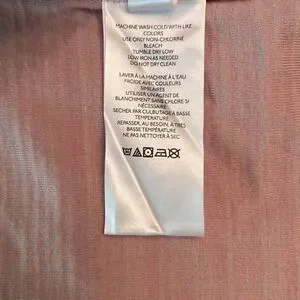 MACHINE WASH COLD WITH LIKE
COLORS
USE ONLY NON-CHLORINE
BLEACH
TUMBLE DRY LOW
LOW IRON AS NEEDED
DO NOT DRY CLEAN
LAVER À LA MACHINE À L'EAU
FROIDE AVEC COULEURS
SIMILAIRES
UTILISER UN AGENT DE
BLANCHIMENT SANS CHLORE SI
NÉCESSAIRE
SECHER PAR CULBUTAGE À BASSE
TEMPERATURE
REPASSER, AU BESOIN, À TRÈS
BASSE TEMPÉRATURE
NE PAS NETTOYER À SEC